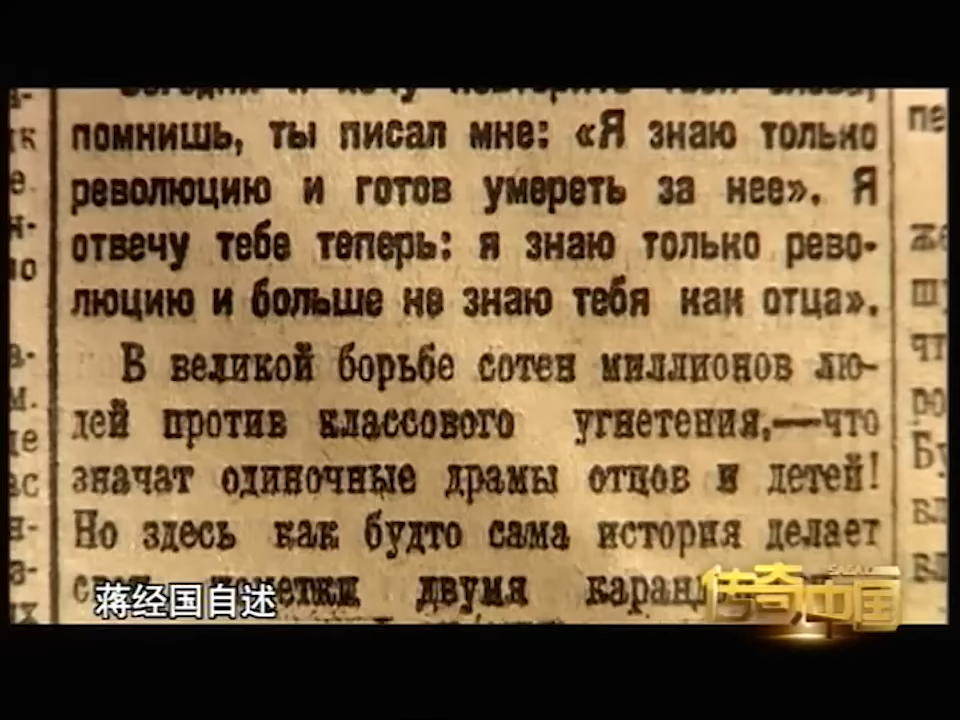 помнишь, ты писал мне: «Я знаю только
революцию и готов умереть за нее». Я
отвечу тебе теперь: я знаю только рево-
люцию и больше не знаю тебя как отца».
В великой борьбе сотен миллионов лю-
дей против классового угнетения,—что
значат одиночные драмы отцов и детей!
Но здесь как будто сама история делает
двумя
蒋经国自述
传奇中国